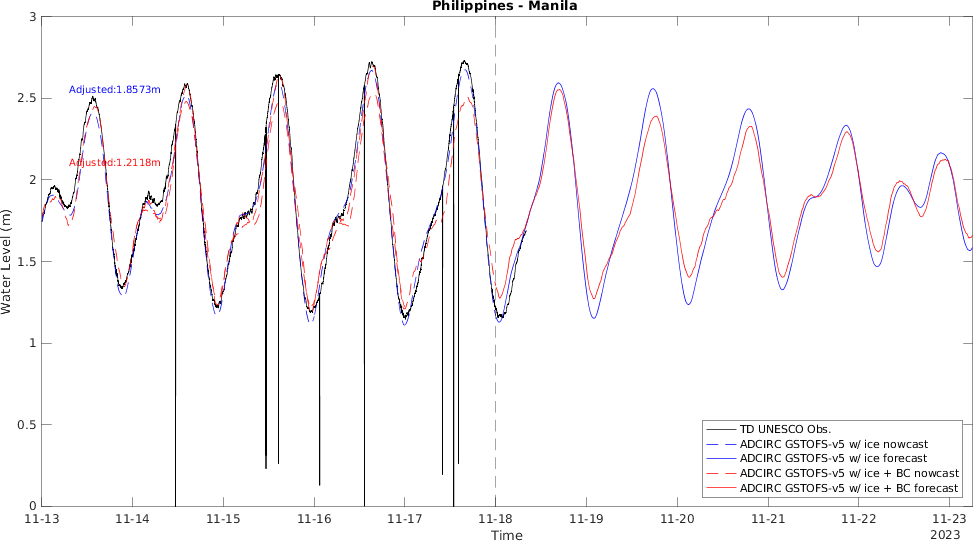 Philippines - Manila
3
2.5
2
1.5
1
0.5
0
Water Level (m)
Adjusted:1.8573m
Adjusted:1.2118m
TD UNESCO Obs.
ADCIRC GSTOFS-v5 w/ ice nowcast
ADCIRC GSTOFS-v5 w/ ice forecast
ADCIRC GSTOFS-v5 w/ ice + BC nowcast
ADCIRC GSTOFS-v5 w/ ice + BC forecast
11-13 11-14 11-15 11-16 11-17 11-18 11-19 11-20 11-21 11-22 11-23
Time
2023